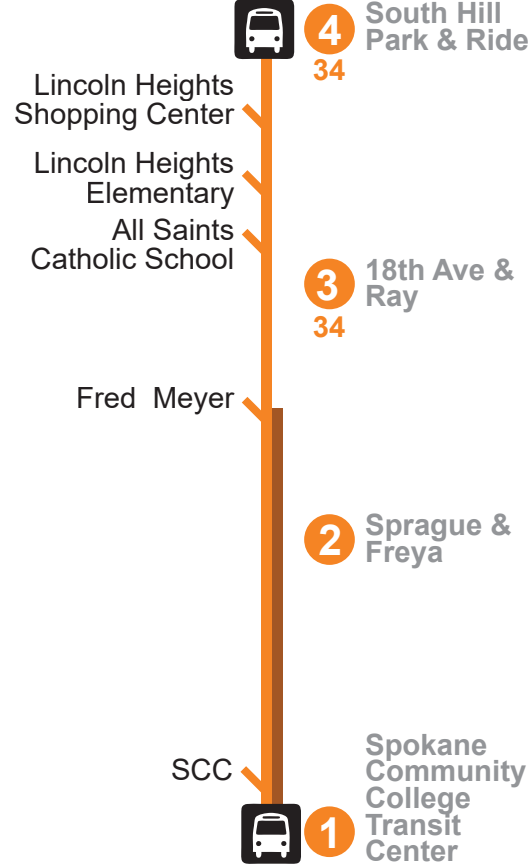 4
South Hill
Park & Ride
34
Lincoln Heights
Shopping Center
Lincoln Heights
Elementary
All Saints
Catholic School
3
18th Ave &
Ray
34
Fred Meyer
2
Sprague &
Freya
SCC
1
Spokane
Community
College
Transit
Center